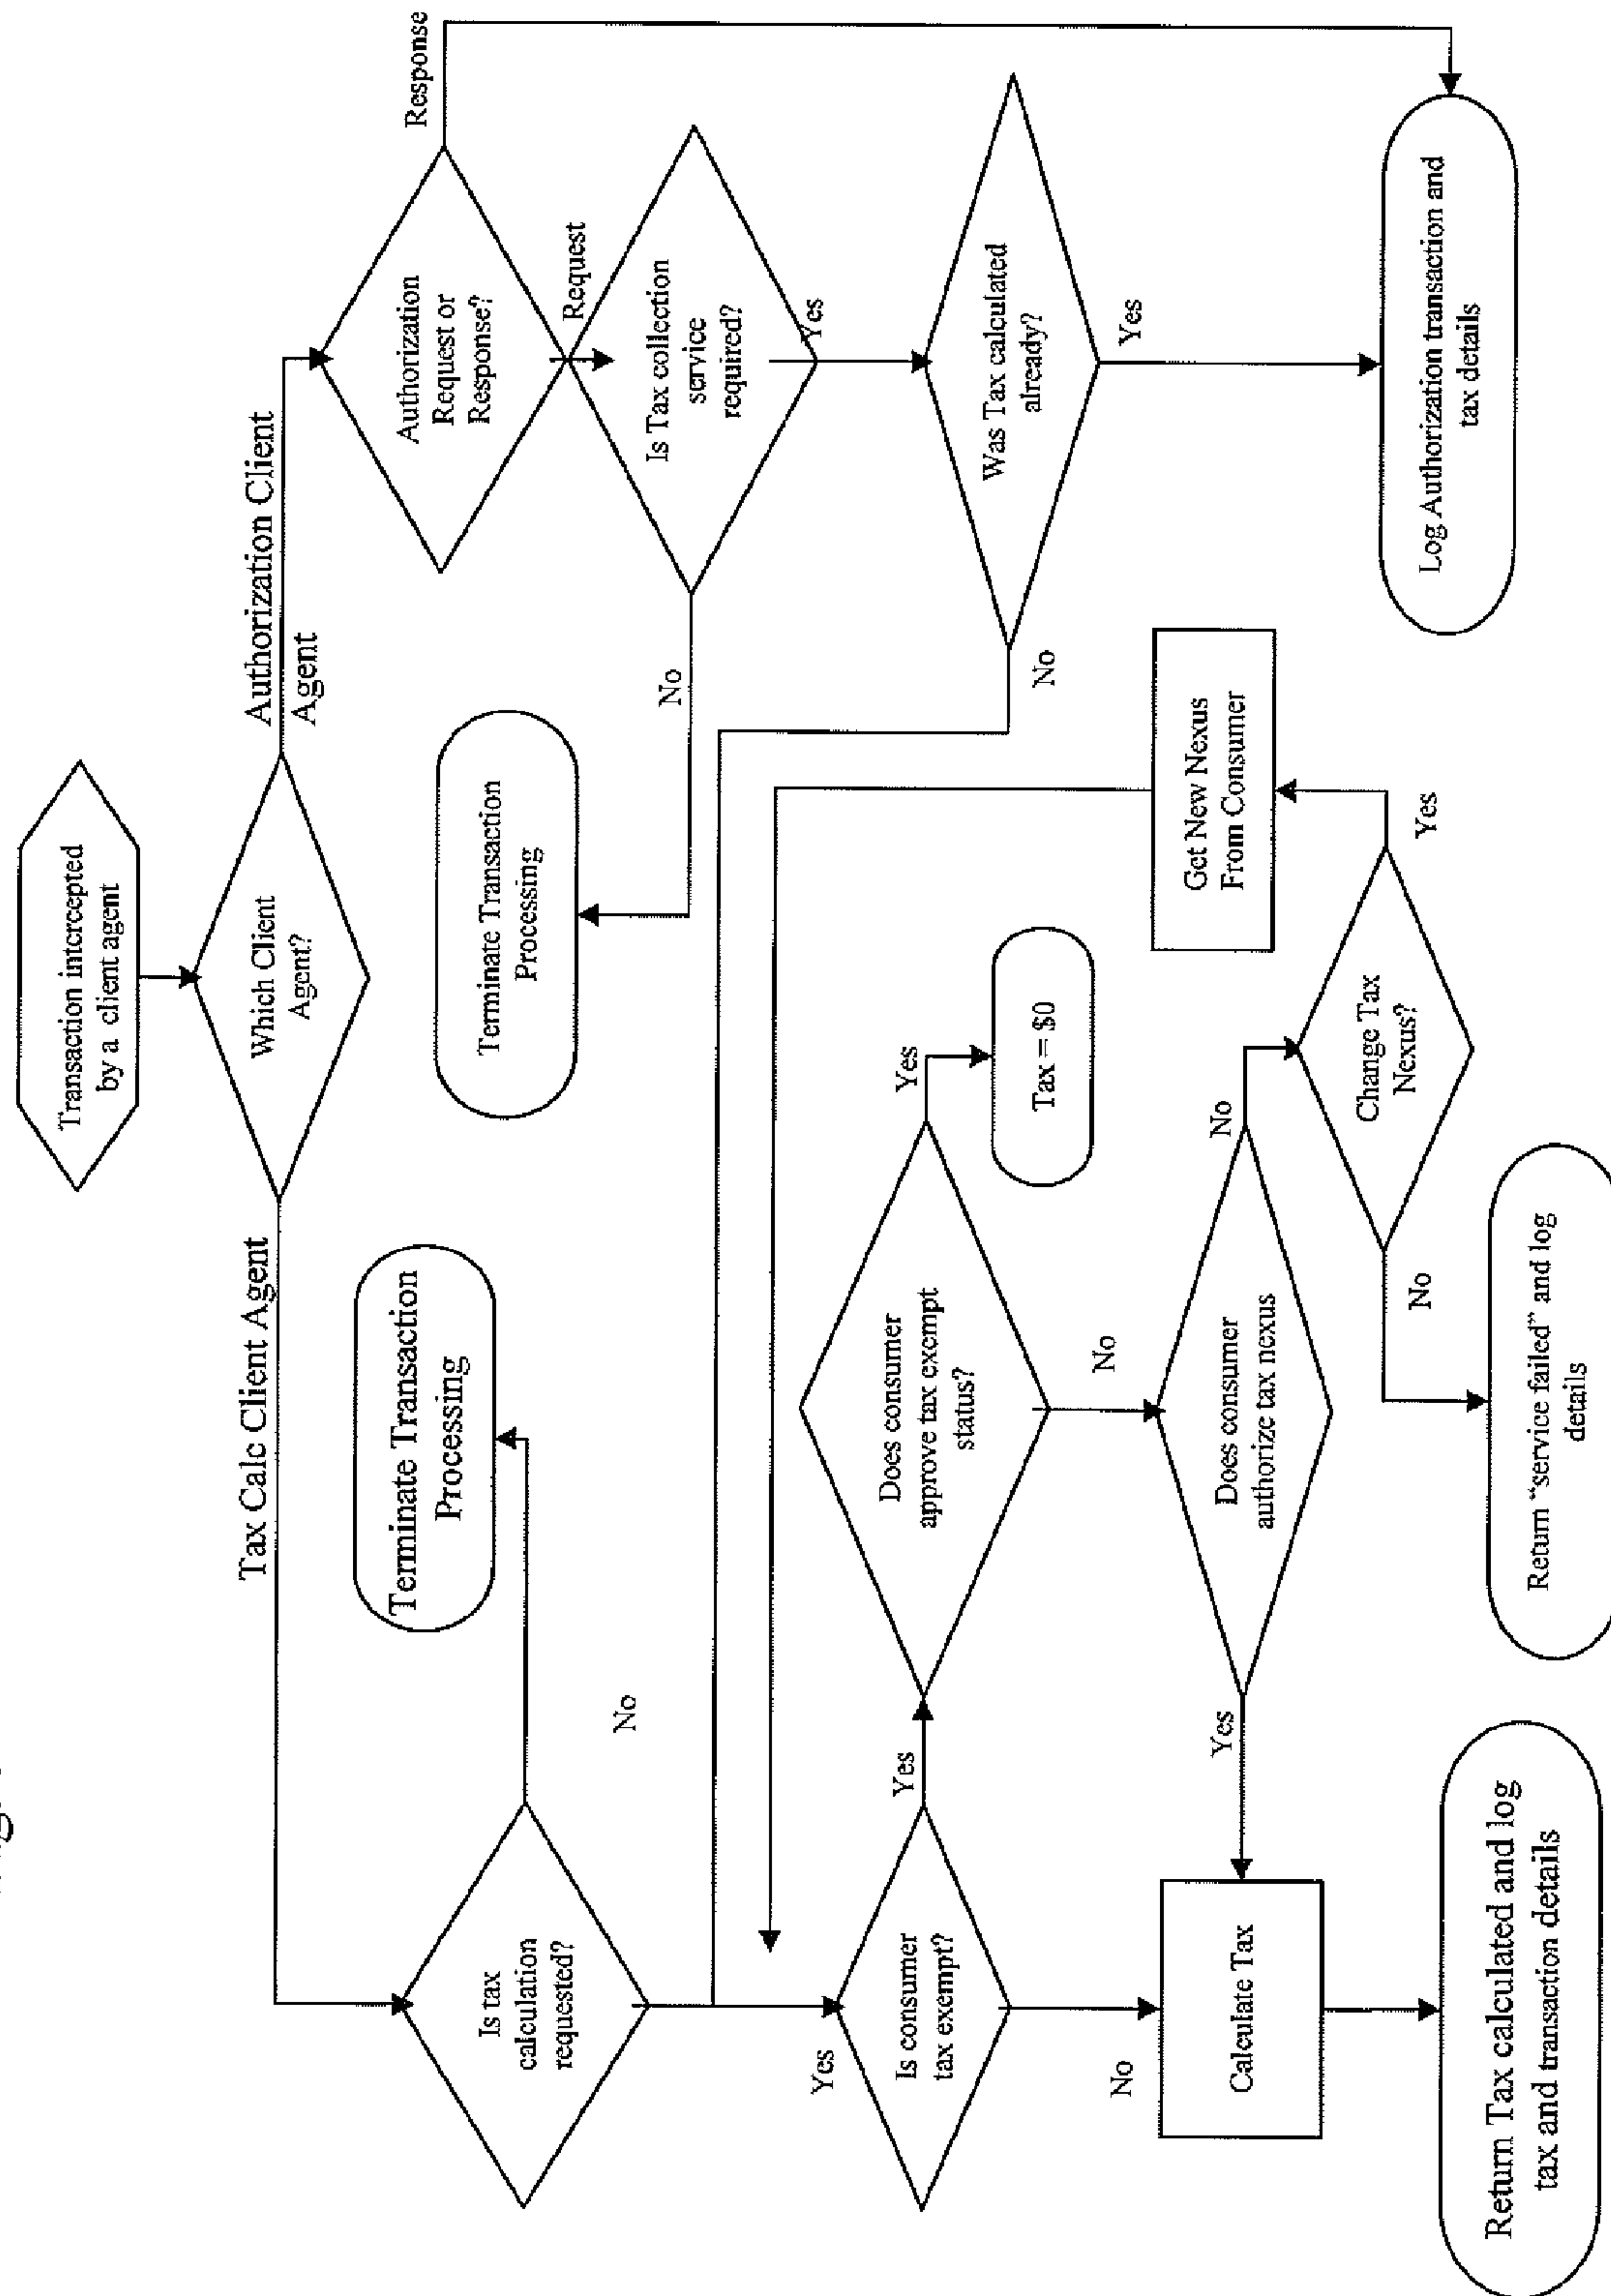 Transaction intercepted
by a client agent
Which Client
Agent?
Tax Calc Client Agent
Authorization Client
Agent
Is tax
calculation
requested?
No
Terminate Transaction
Processing
Terminate Transaction
Processing
Authorization
Request or
Response?
Response
Request
Is Tax collection
service
required?
No
Yes
Was Tax calculated
already?
No
Yes
Log Authorization transaction and
tax details
Yes
Is consumer
tax exempt?
Yes
Does consumer
approve tax exempt
status?
Yes
Tax = $0
No
No
Calculate Tax
Yes
Does consumer
authorize tax nexus
No
Get New Nexus
From Consumer
Change Tax
Nexus?
Yes
No
Return Tax calculated and log
tax and transaction details
Return “service failed” and log
details